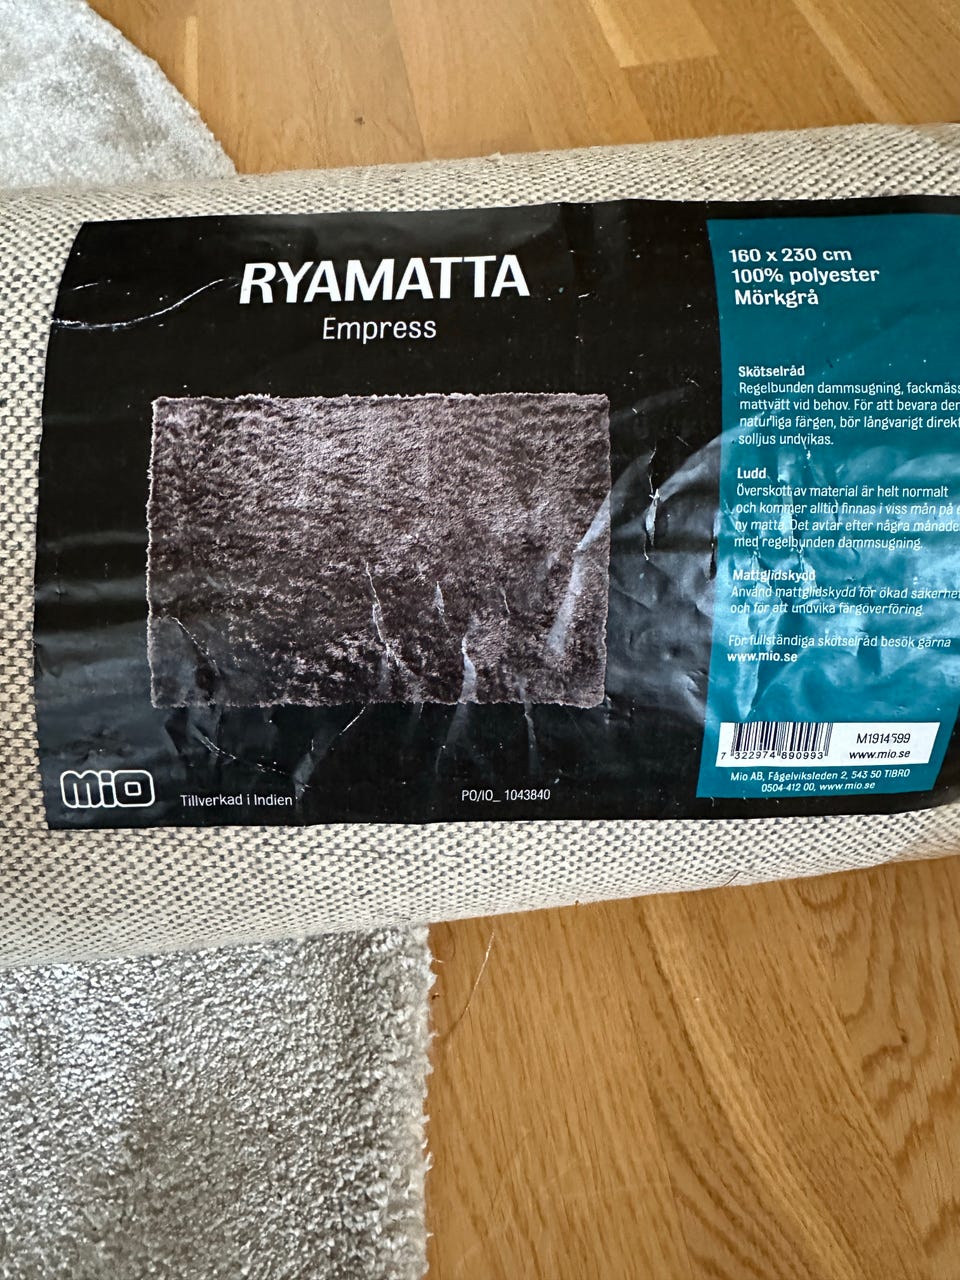 RYAMATTA
Empress
160 x 230 cm
100% polyester
Mörkgrå
Skötselråd
Regelbunden dammsugning, fackmäss
mattvätt vid behov. För att bevara den
naturliga färgen, bör långvarigt direkt
solljus undvikas.
Ludd
Överskott av material är helt normalt
och kommer alltid finnas i viss mån på
ny matta. Det avtar efter några månade
med regelbunden dammsugning.
Mattglidskydd
Använd mattglidskydd för ökad säkerhet
och för att undvika färgöverföring.
För fullständiga skötselråd besök gärna
www.mio.se
7 322974 890993
M1914599
www.mio.se
Mio AB, Fågelviksleden 2, 543 50 TIBRO
0504-412 00, www.mio.se
MiO
Tillverkad i Indien
PO/IO_ 1043840